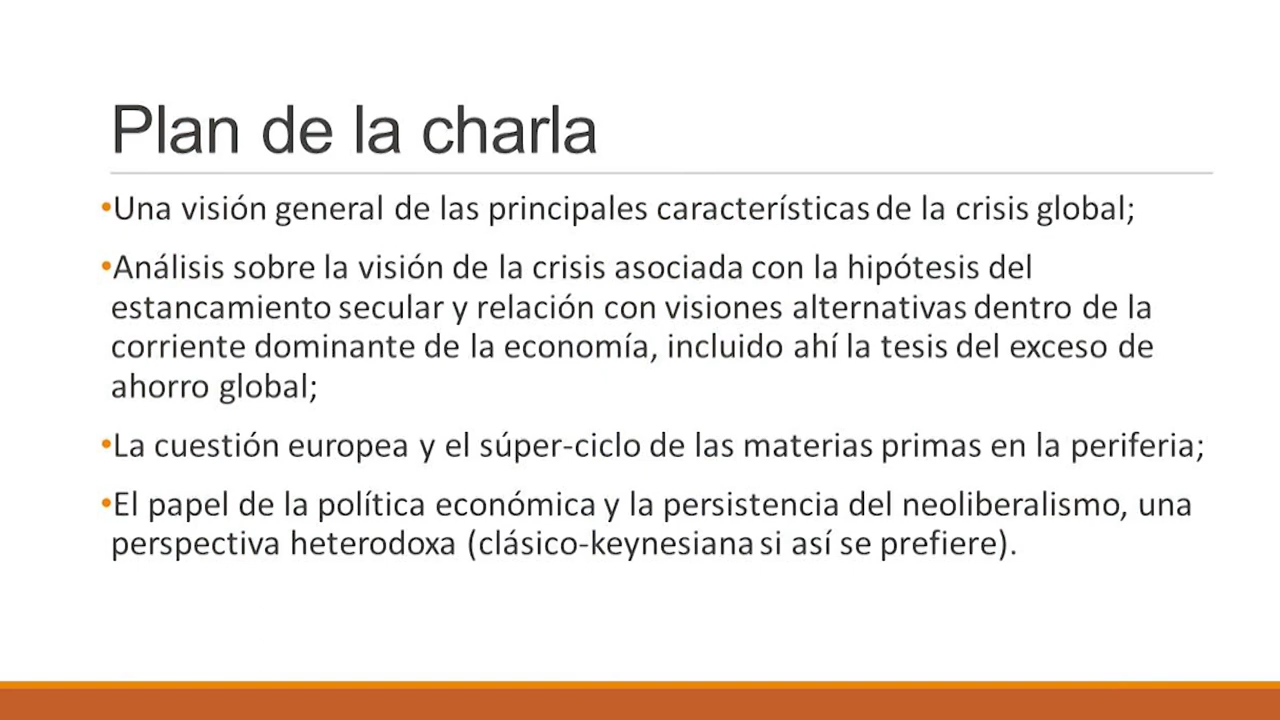 Plan de la charla
•Una visión general de las principales características de la crisis global;
•Análisis sobre la visión de la crisis asociada con la hipótesis del
estancamiento secular y relación con visiones alternativas dentro de la
corriente dominante de la economía, incluido ahí la tesis del exceso de
ahorro global;
•La cuestión europea y el súper-ciclo de las materias primas en la periferia;
•El papel de la política económica y la persistencia del neoliberalismo, una
perspectiva heterodoxa (clásico-keynesiana si así se prefiere).